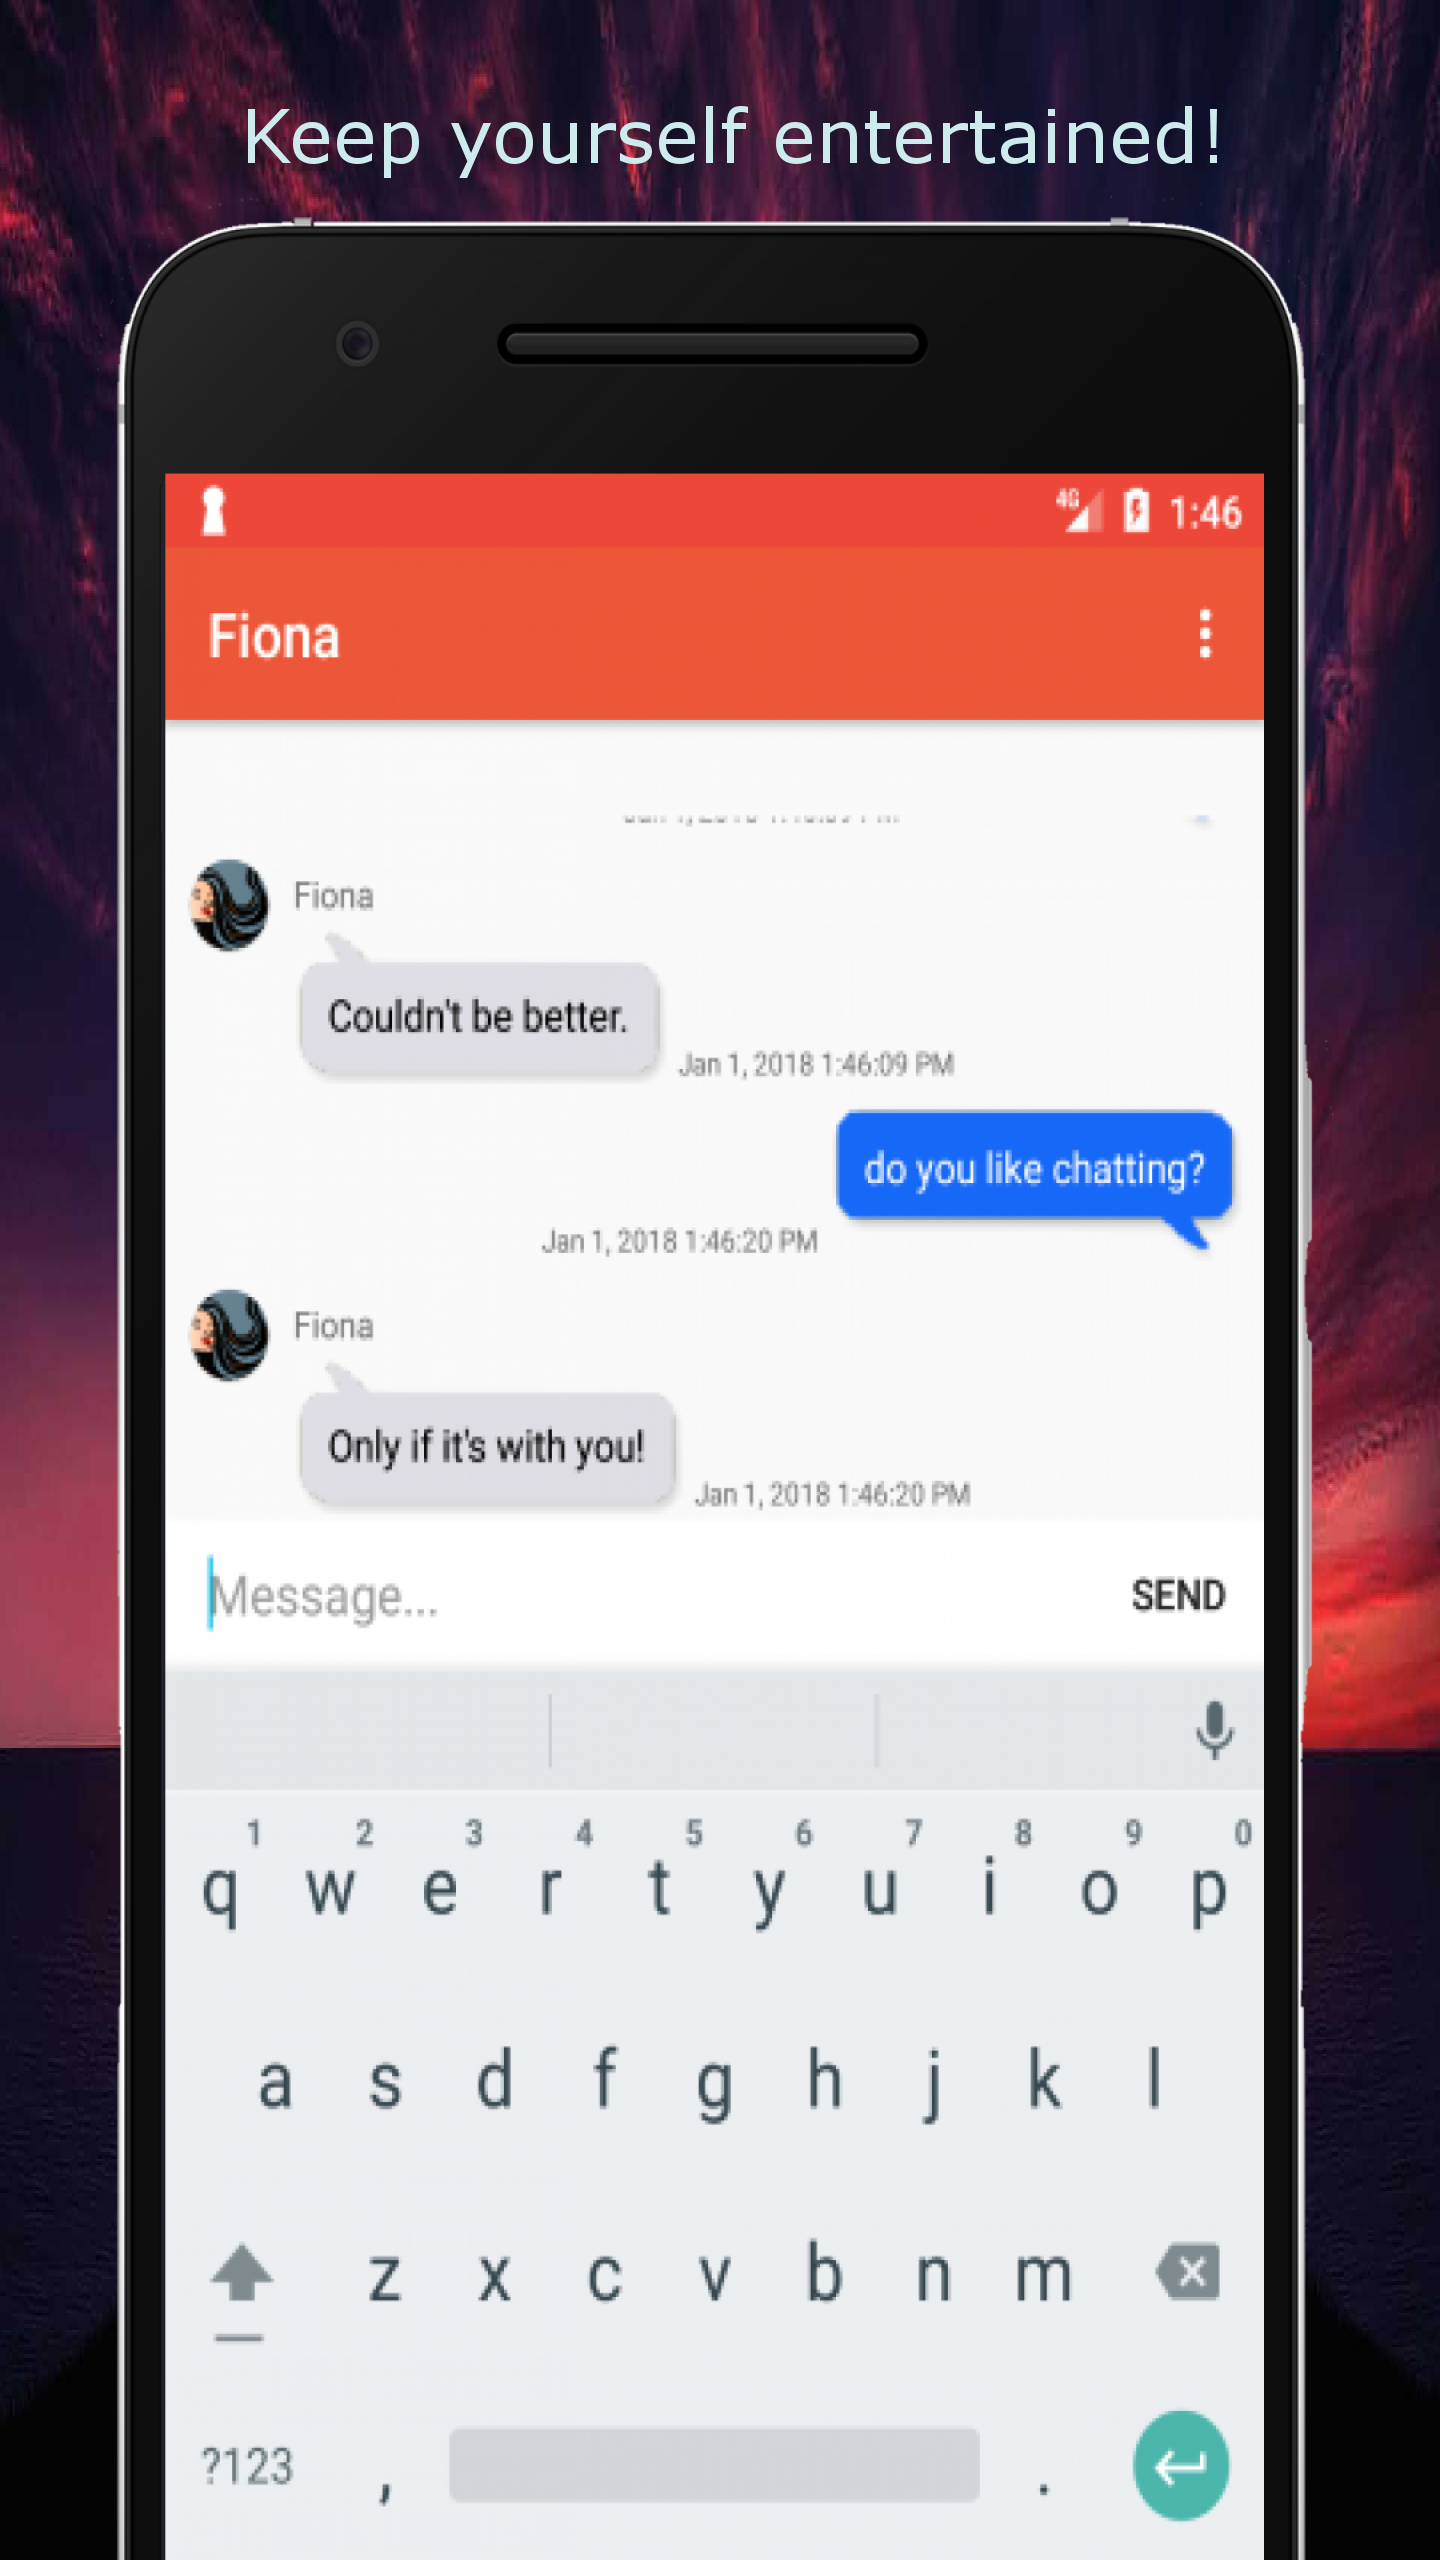 Keep yourself entertained!
4G 1:46
Fiona
Fiona
Couldn't be better.
Jan 1, 2018 1:46:09 PM
do you like chatting?
Jan 1, 2018 1:46:20 PM
Fiona
Only if it's with you!
Jan 1, 2018 1:46:20 PM
Message...
SEND
1 2 3 4 5 6 7 8 9 0
q w e r t y u i o p
a s d f g h j k l
z x c v b n m
?123 , .